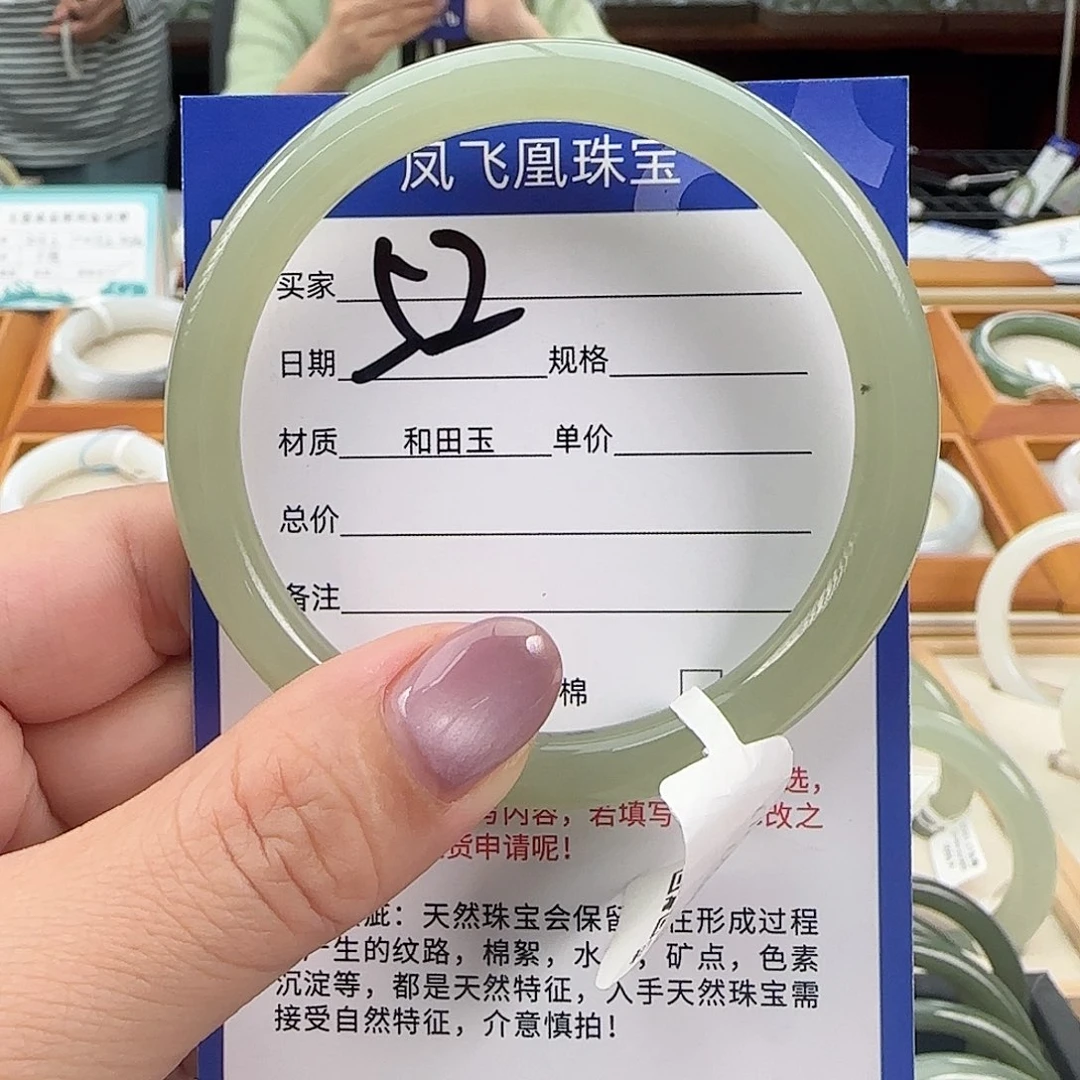 凤飞凰珠宝
买家
日期 规格
材质 和田玉 单价
总价
备注
棉
选,
内容,若填写 改之
货申请呢!
疵:天然珠宝会保留 在形成过程
产生的纹路,棉絮,水 ,矿点,色素
沉淀等,都是天然特征,入手天然珠宝需
接受自然特征,介意慎拍!